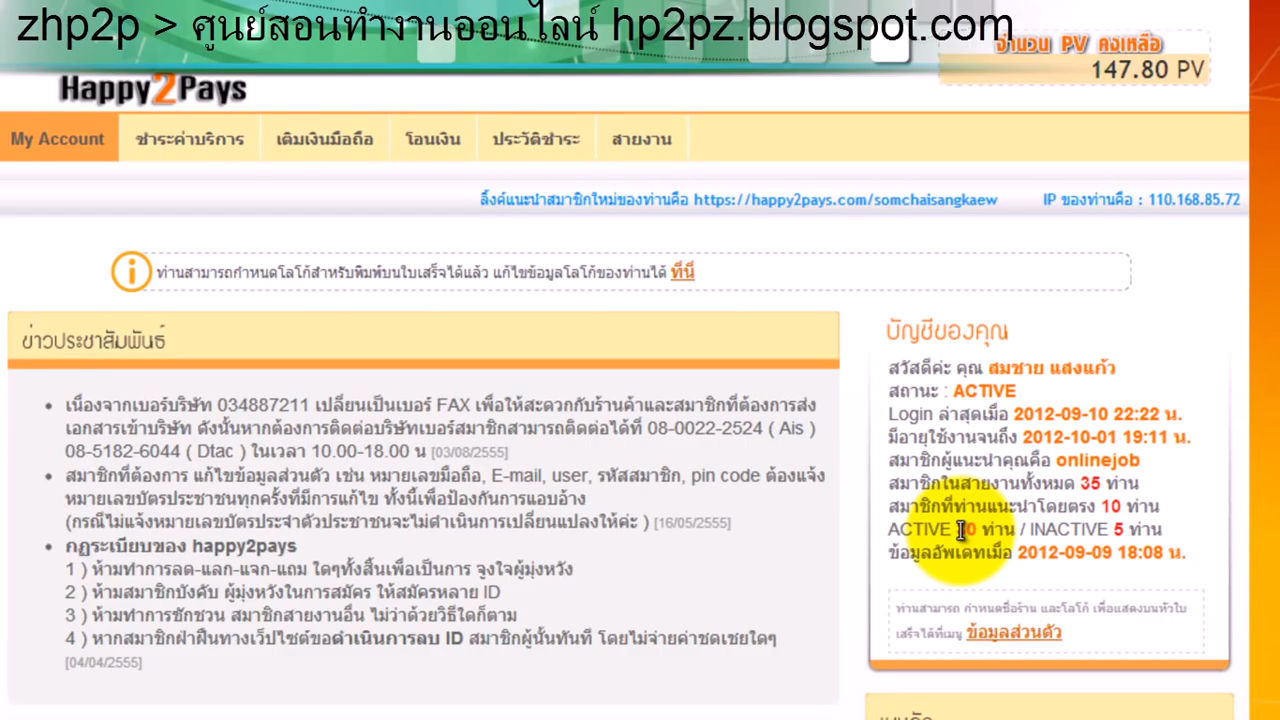 zhp2p > ศูนย์สอนทำงานออนไลน์ hp2pz.blogspot.com
จำนวน PV คงเหลือ
147.80 PV
Happy2Pays
My Account ชำระค่าบริการ เติมเงินมือถือ โอนเงิน ประวัติชำระ สายงาน
ลิ้งค์แนะนำสมาชิกใหม่ของท่านคือ https://happy2pays.com/somchaisangkaew IP ของท่านคือ : 110.168.85.72
ท่านสามารถกำหนดโลโก้สำหรับพิมพ์บนใบเสร็จได้แล้ว แก้ไขข้อมูลโลโก้ของท่านได้ ที่นี่
ข่าวประชาสัมพันธ์
เนื่องจากเบอร์บริษัท 034887211 เปลี่ยนเป็นเบอร์ FAX เพื่อให้สะดวกกับร้านค้าและสมาชิกที่ต้องการส่ง
เอกสารเข้าบริษัท ดังนั้นหากต้องการติดต่อบริษัทเบอร์สมาชิกสามารถติดต่อได้ที่ 08-0022-2524 ( Ais )
08-5182-6044 ( Dtac ) ในเวลา 10.00-18.00 น [03/08/2555]
สมาชิกที่ต้องการ แก้ไขข้อมูลส่วนตัว เช่น หมายเลขมือถือ, E-mail, user, รหัสสมาชิก, pin code ต้องแจ้ง
หมายเลขบัตรประชาชนทุกครั้งที่มีการแก้ไข ทั้งนี้เพื่อป้องกันการแอบอ้าง
(กรณีไม่แจ้งหมายเลขบัตรประจำตัวประชาชนจะไม่ดำเนินการเปลี่ยนแปลงให้ค่ะ ) [16/05/2555]
กฏระเบียบของ happy2pays
1 ) ห้ามทำการลด-แลก-แจก-แถม ใดๆทั้งสิ้นเพื่อเป็นการ จูงใจผู้มุ่งหวัง
2 ) ห้ามสมาชิกบังคับ ผู้มุ่งหวังในการสมัคร ให้สมัครหลาย ID
3 ) ห้ามทำการชักชวน สมาชิกสายงานอื่น ไม่ว่าด้วยวิธีใดก็ตาม
4 ) หากสมาชิกฝ่าฝืนทางเว็ปไซต์ขอดำเนินการลบ ID สมาชิกผู้นั้นทันที โดยไม่จ่ายค่าชดเชยใดๆ
[04/04/2555]
บัญชีของคุณ
สวัสดีค่ะ คุณ สมชาย แสงแก้ว
สถานะ : ACTIVE
Login ล่าสุดเมื่อ 2012-09-10 22:22 น.
มีอายุใช้งานจนถึง 2012-10-01 19:11 น.
สมาชิกผู้แนะนำคุณคือ onlinejob
สมาชิกในสายงานทั้งหมด 35 ท่าน
สมาชิกที่ท่านแนะนำโดยตรง 10 ท่าน
ACTIVE ท่าน / INACTIVE 5 ท่าน
ข้อมูลอัพเดทเมื่อ 2012-09-09 18:08 น.
ท่านสามารถ กำหนดชื่อร้าน และโลโก้ เพื่อแสดงบนหัวใบ
เสร็จได้ที่เมนู ข้อมูลส่วนตัว